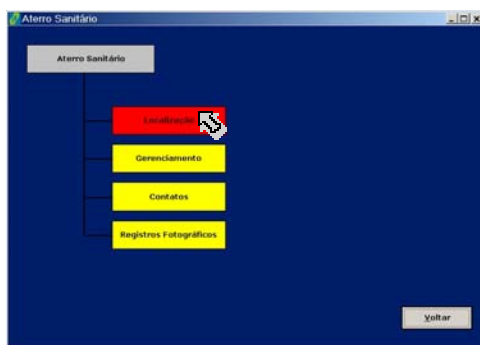 Aterro Sanitário
Aterro Sanitário
Localização
Gerenciamento
Contatos
Registros Fotográficos
Voltar